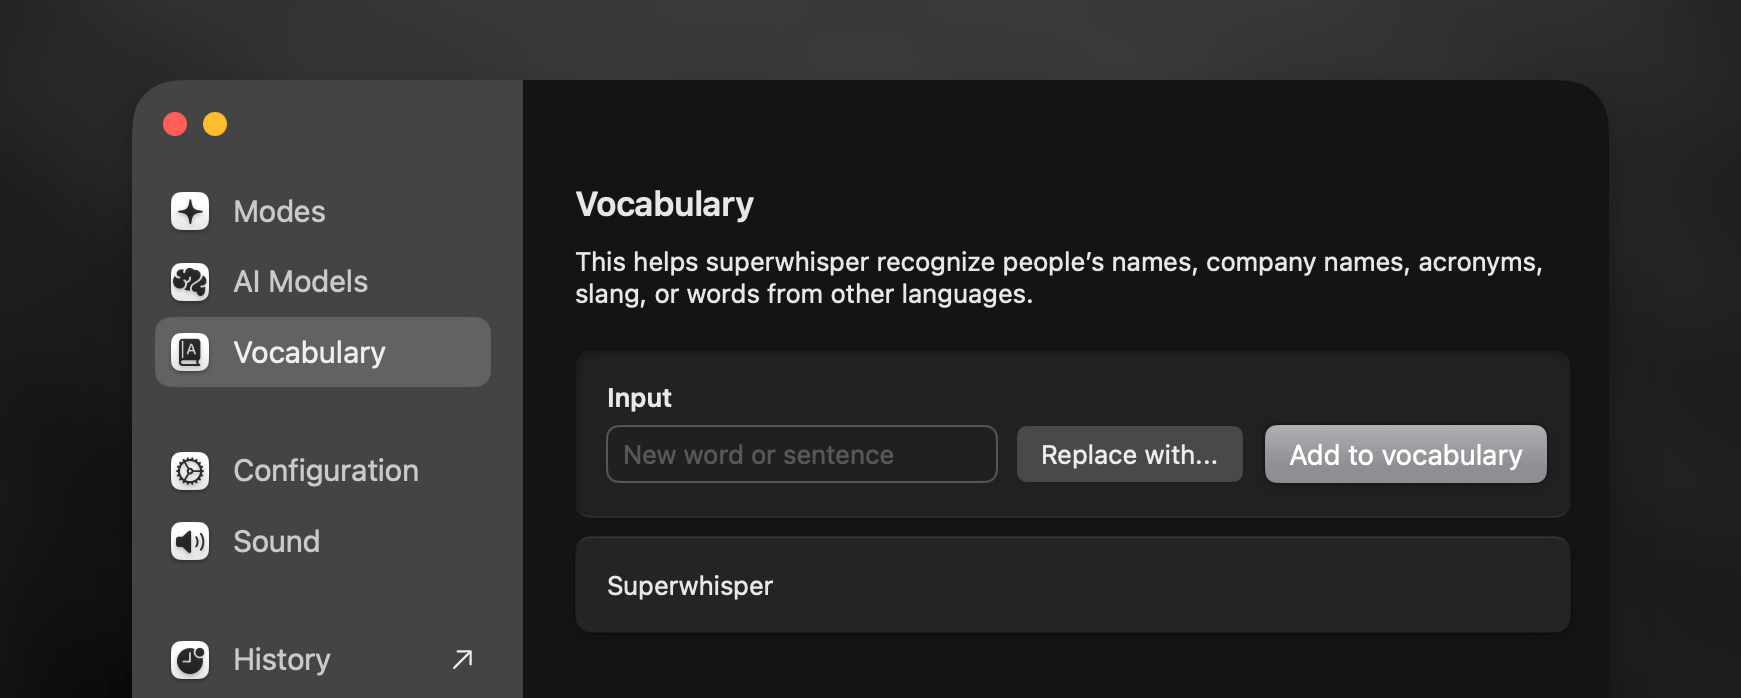 Modes
AI Models
Vocabulary
Configuration
Sound
History
Vocabulary
This helps superwhisper recognize people’s names, company names, acronyms,
slang, or words from other languages.
Input
New word or sentence
Replace with...
Add to vocabulary
Superwhisper